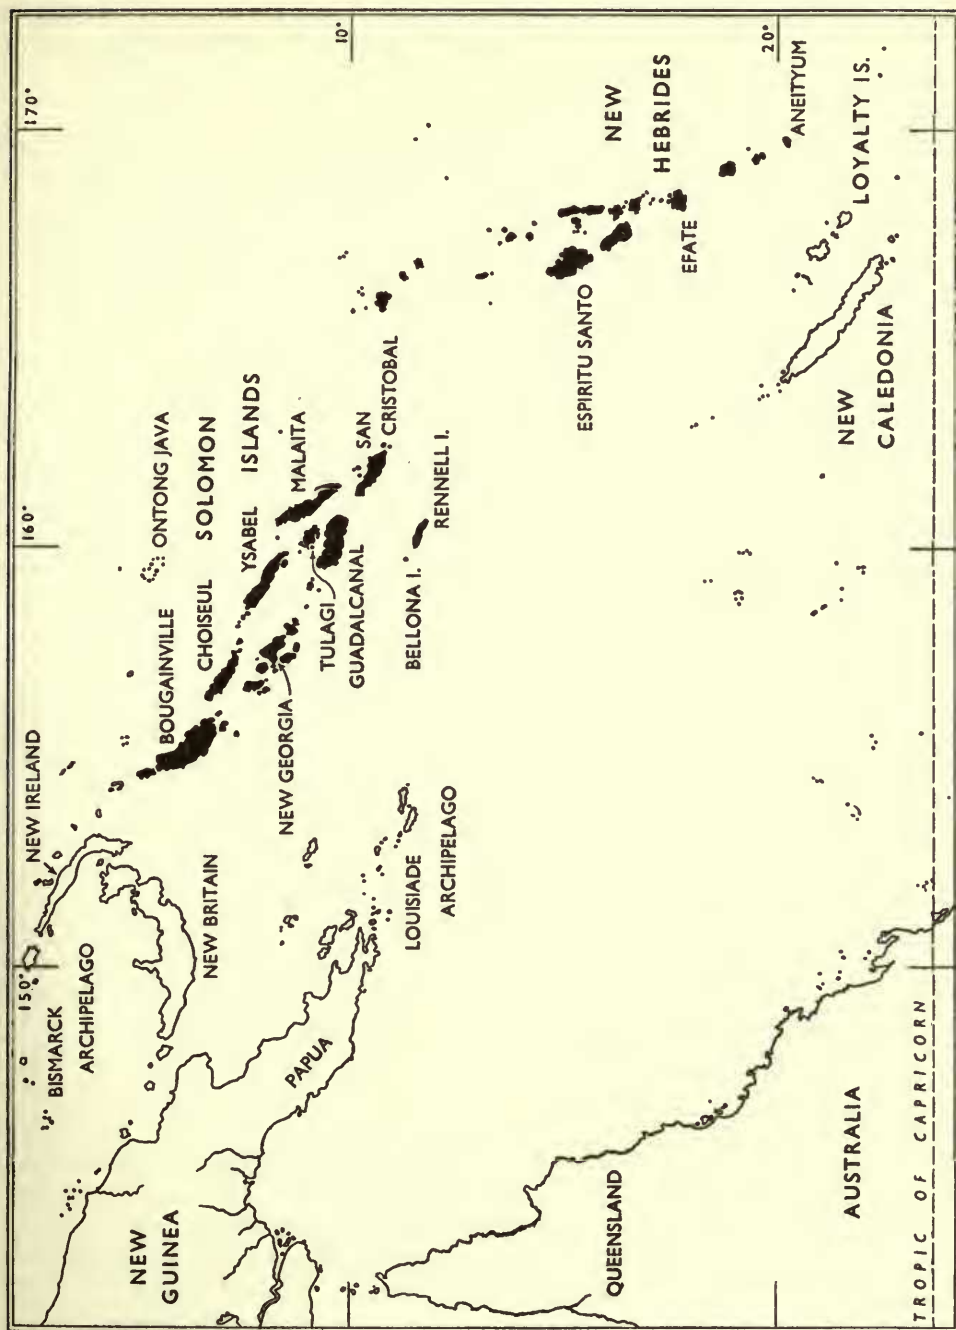 150°
160°
170°
NEW IRELAND
BISMARCK
ARCHIPELAGO
NEW BRITAIN
NEW
GUINEA
PAPUA
BOUGAINVILLE
ONTONG JAVA
CHOISEUL
SOLOMON
YSABEL
ISLANDS
MALAITA
NEW GEORGIA
TULAGI
GUADALCANAL
SAN
CRISTOBAL
10°
BELLONA I.
RENNELL I.
LOUISIADE
ARCHIPELAGO
ESPIRITU SANTO
NEW
HEBRIDES
EFATE
ANEITYUM
QUEENSLAND
20°
NEW
CALEDONIA
LOYALTY IS.
AUSTRALIA
TROPIC OF CAPRICORN